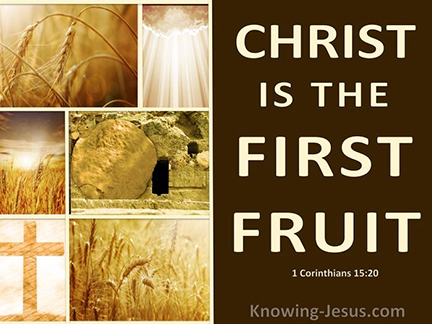 CHRIST
IS THE
FIRST
FRUIT
1 Corinthians 15:20
Knowing-Jesus.com